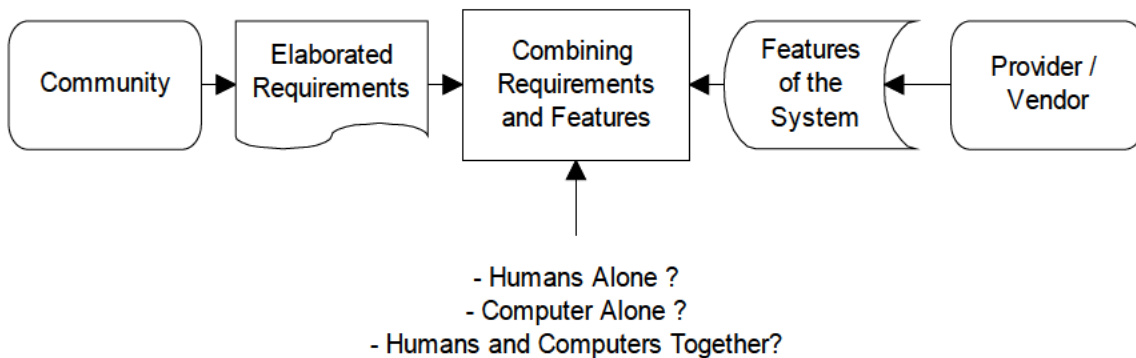 Community
Elaborated
Requirements
Combining
Requirements
and Features
Features
of the
System
Provider /
Vendor
- Humans Alone ?
- Computer Alone ?
- Humans and Computers Together?